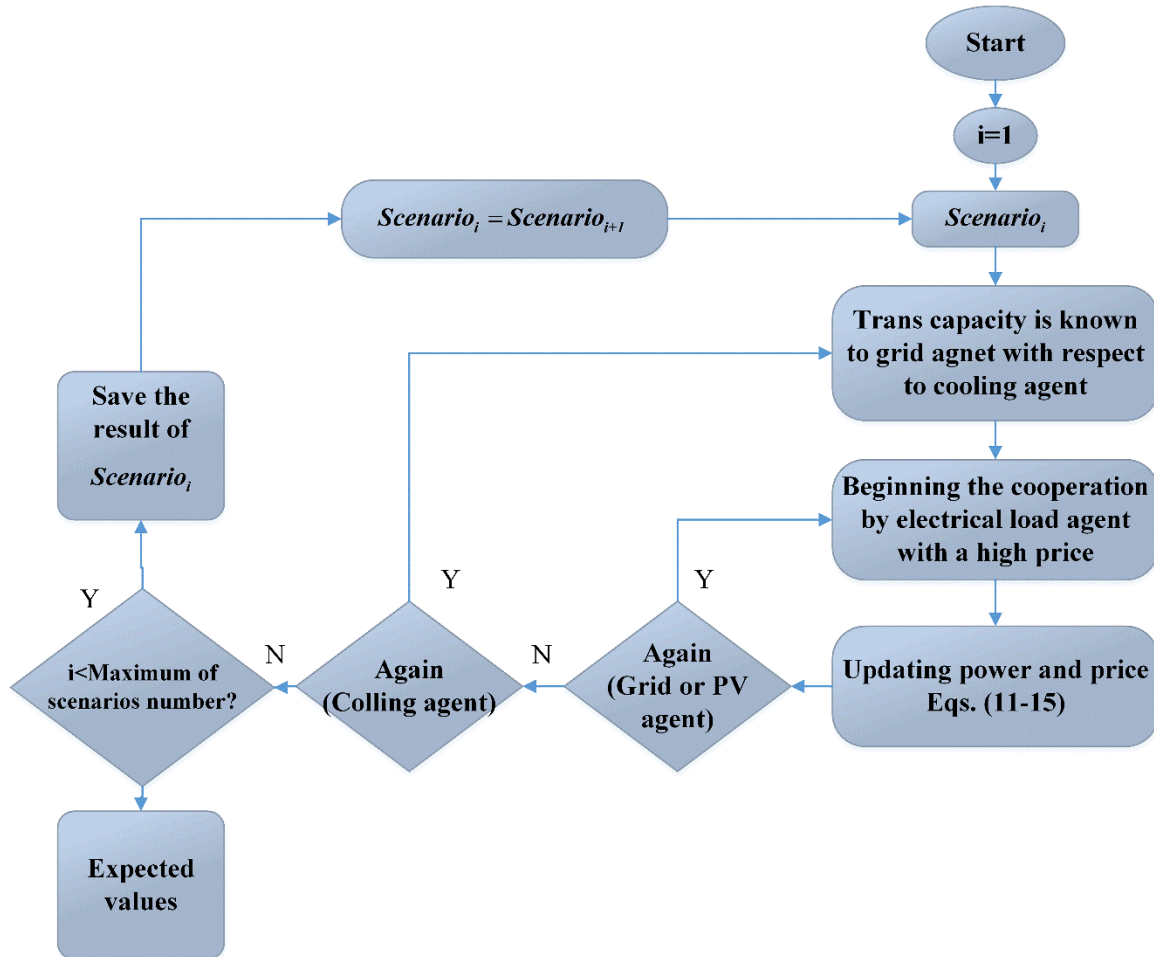 Start
i=1
Scenario_i = Scenario_{i+1}
Scenario_i
Trans capacity is known
to grid agnet with respect
to cooling agent
Save the
result of
Scenario_i
Beginning the cooperation
by electrical load agent
with a high price
Y
Y
Y
N
N
i<Maximum of
scenarios number?
Again
(Colling agent)
Again
(Grid or PV
agent)
Updating power and price
Eqs. (11-15)
Expected
values